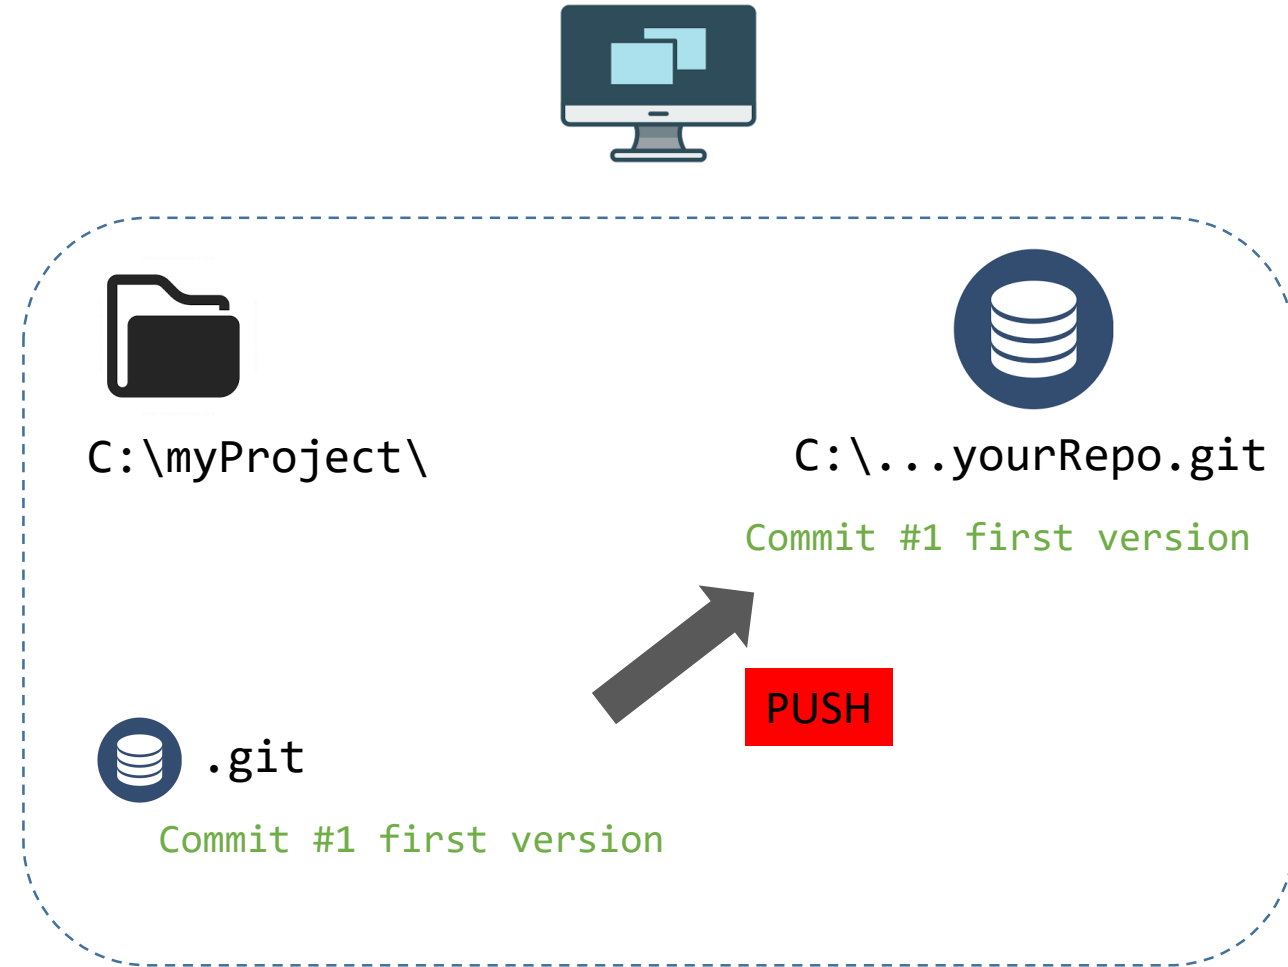 C:\myProject\
C:\...yourRepo.git
Commit #1 first version
PUSH
.git
Commit #1 first version